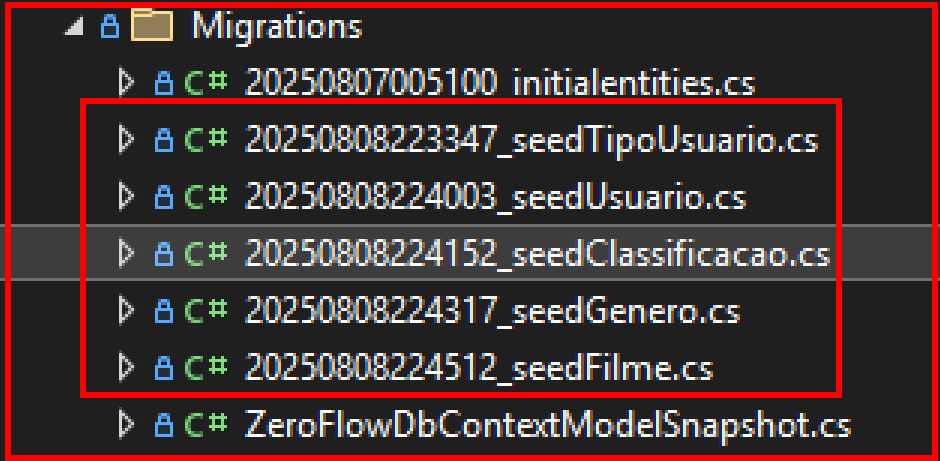 Migrations
C# 20250807005100_initialentities.cs
C# 20250808223347_seedTipoUsuario.cs
C# 20250808224003_seedUsuario.cs
C# 20250808224152_seedClassificacao.cs
C# 20250808224317_seedGenero.cs
C# 20250808224512_seedFilme.cs
C# ZeroFlowDbContextModelSnapshot.cs